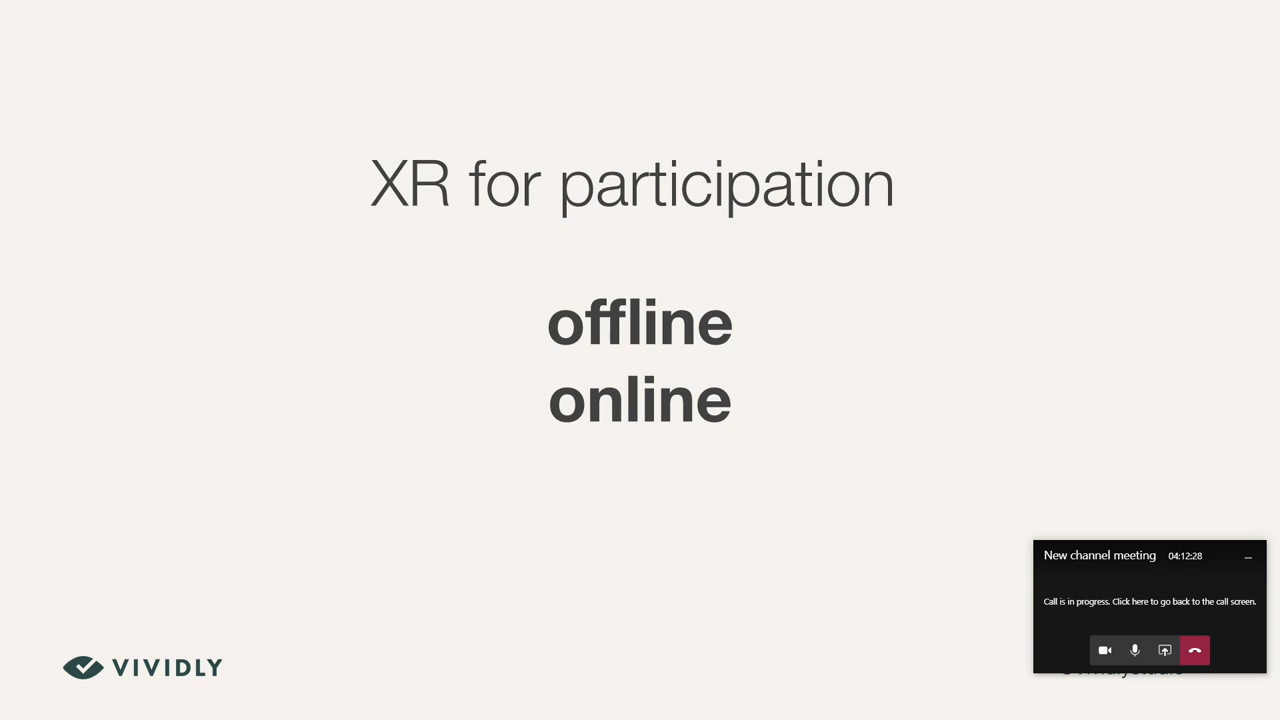 XR for participation
offline
online
New channel meeting 04:12:28
Call is in progress. Click here to go back to the call screen.
VIVIDLY